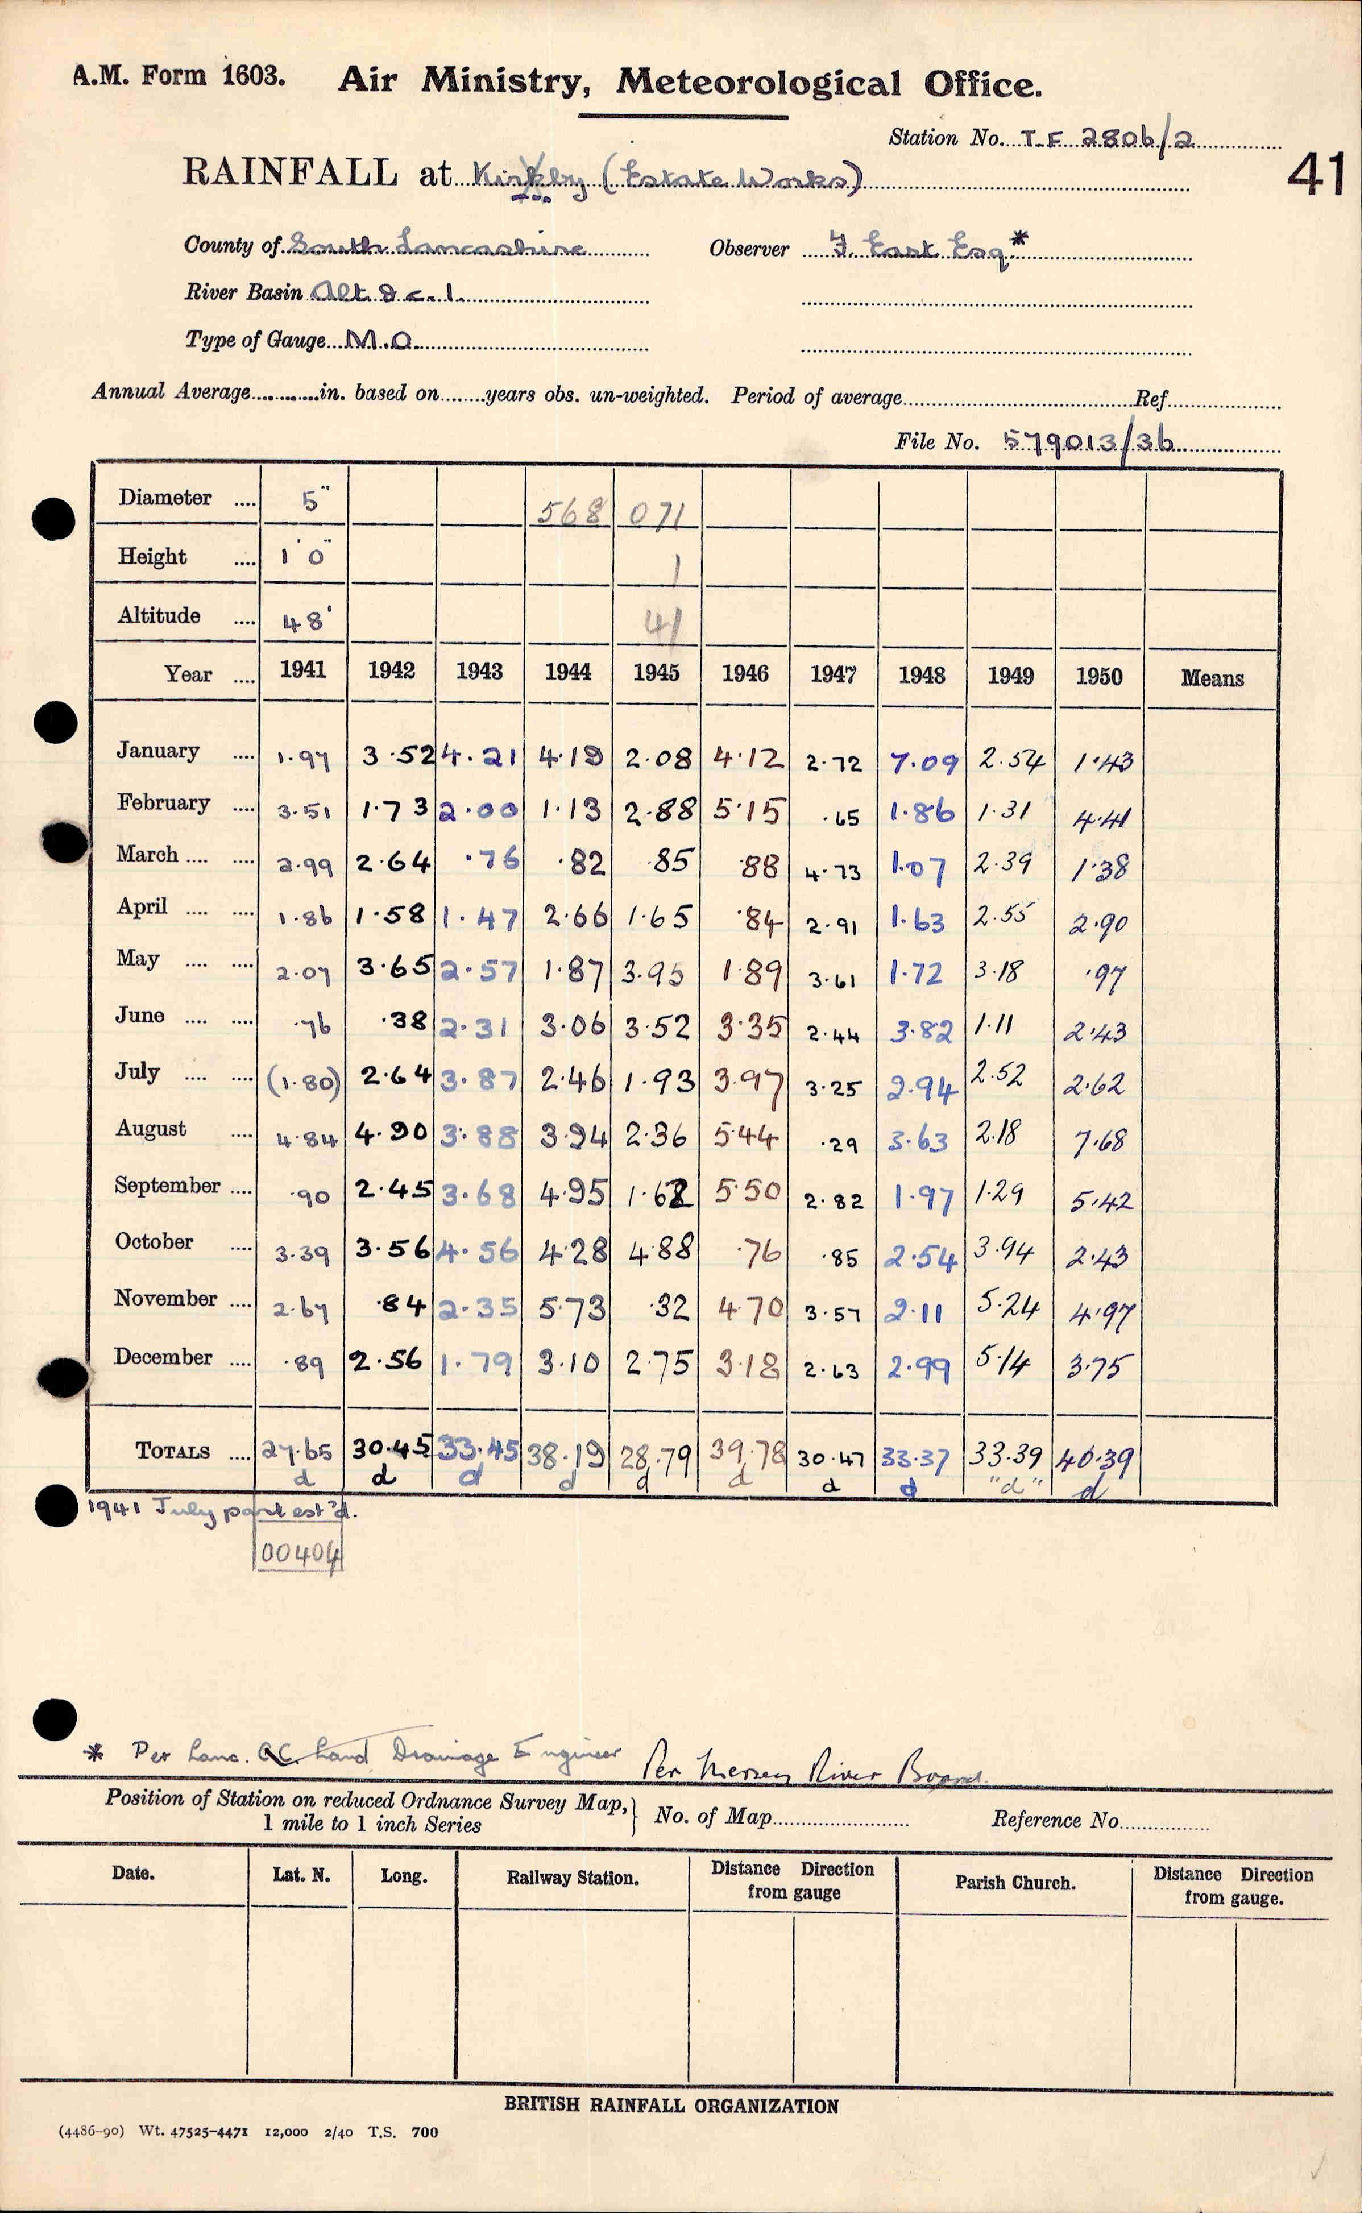 A.M. Form 1603. Air Ministry, Meteorological Office.
Station No. T.F 2806/2
RAINFALL at Kirkby (Estate Works)
41
County of South Lancashire Observer F. East Esq*
River Basin Alt & c. 1.
Type of Gauge M.O.
Annual Average in. based on years obs. un-weighted. Period of average Ref
File No. 579013/36
Diameter .... 5" 568 071
Height .... 1'0" 1
Altitude .... 48' 41
Year .... 1941 1942 1943 1944 1945 1946 1947 1948 1949 1950 Means
January .... 1.97 3.52 4.21 4.19 2.08 4.12 2.72 7.09 2.54 1.43
February .... 3.51 1.73 2.00 1.13 2.88 5.15 .65 1.86 1.31 4.41
March .... .... 2.99 2.64 .76 .82 .85 .88 4.73 1.07 2.39 1.38
April .... .... 1.86 1.58 1.47 2.66 1.65 .84 2.91 1.63 2.55 2.90
May .... .... 2.07 3.65 2.57 1.87 3.95 1.89 3.61 1.72 3.18 .97
June .... .... .76 .38 2.31 3.06 3.52 3.35 2.44 3.82 1.11 2.43
July .... .... (1.80) 2.64 3.87 2.46 1.93 3.97 3.25 2.94 2.52 2.62
August .... 4.84 4.90 3.88 3.94 2.36 5.44 .29 3.63 2.18 7.68
September .... .90 2.45 3.68 4.95 1.62 5.50 2.82 1.97 1.29 5.42
October .... 3.39 3.56 4.56 4.28 4.88 .76 .85 2.54 3.94 2.43
November .... 2.67 .84 2.35 5.73 .32 4.70 3.57 2.11 5.24 4.97
December .... .89 2.56 1.79 3.10 2.75 3.18 2.63 2.99 5.14 3.75
TOTALS .... 27.65 30.45 33.45 38.19 28.79 39.78 30.47 33.37 33.39 40.39
d d d d d d d d "d" d
1941 July part est'd.
00404
* Per Lancs. C.C. Land Drainage Engineer Per Mersey River Board.
Position of Station on reduced Ordnance Survey Map, 1 mile to 1 inch Series No. of Map Reference No
Date. Lat. N. Long. Railway Station. Distance Direction from gauge Parish Church. Distance Direction from gauge.
BRITISH RAINFALL ORGANIZATION
(4486-90) Wt. 47525-4471 12,000 2/40 T.S. 700